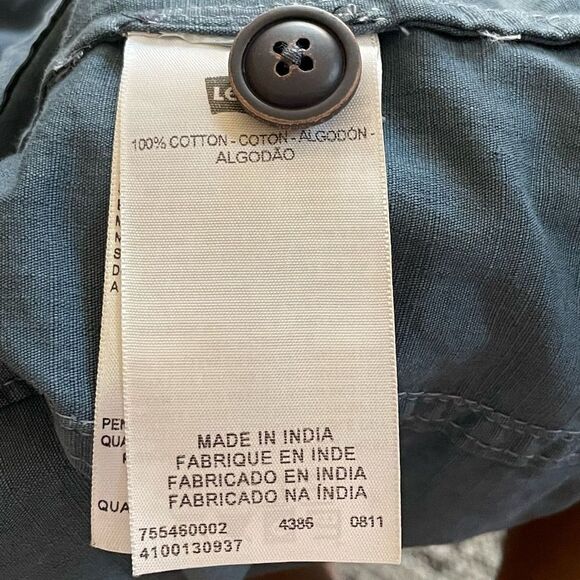 100% COTTON - COTON - ALGODÓN -
ALGODÃO
MADE IN INDIA
FABRIQUE EN INDE
FABRICADO EN INDIA
FABRICADO NA ÍNDIA
755460002 4386 0811
4100130937